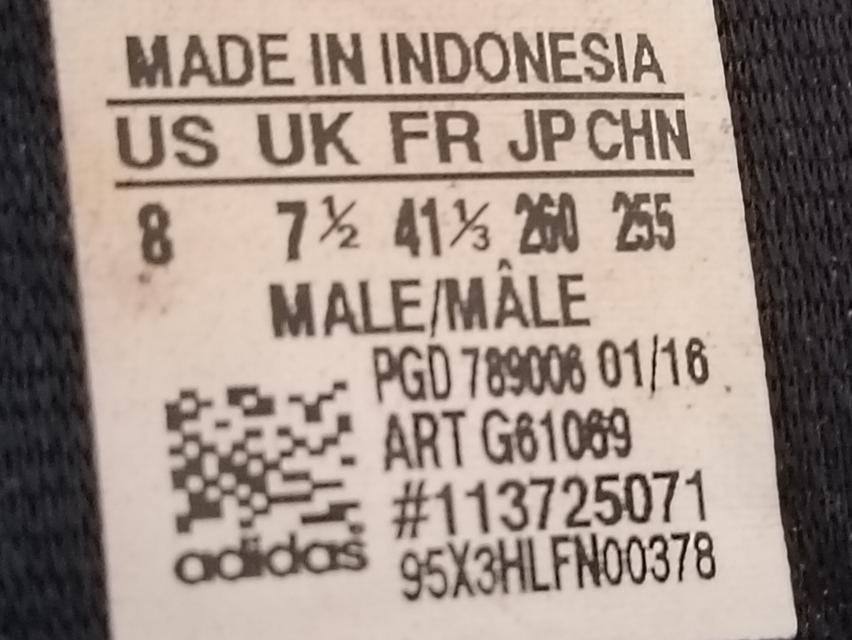 MADE IN INDONESIA
US UK FR JP CHN
8 7½ 41⅓ 260 255
MALE/MÂLE
PGD 789006 01/16
ART G61069
#113725071
adidas 95X3HLFN00378